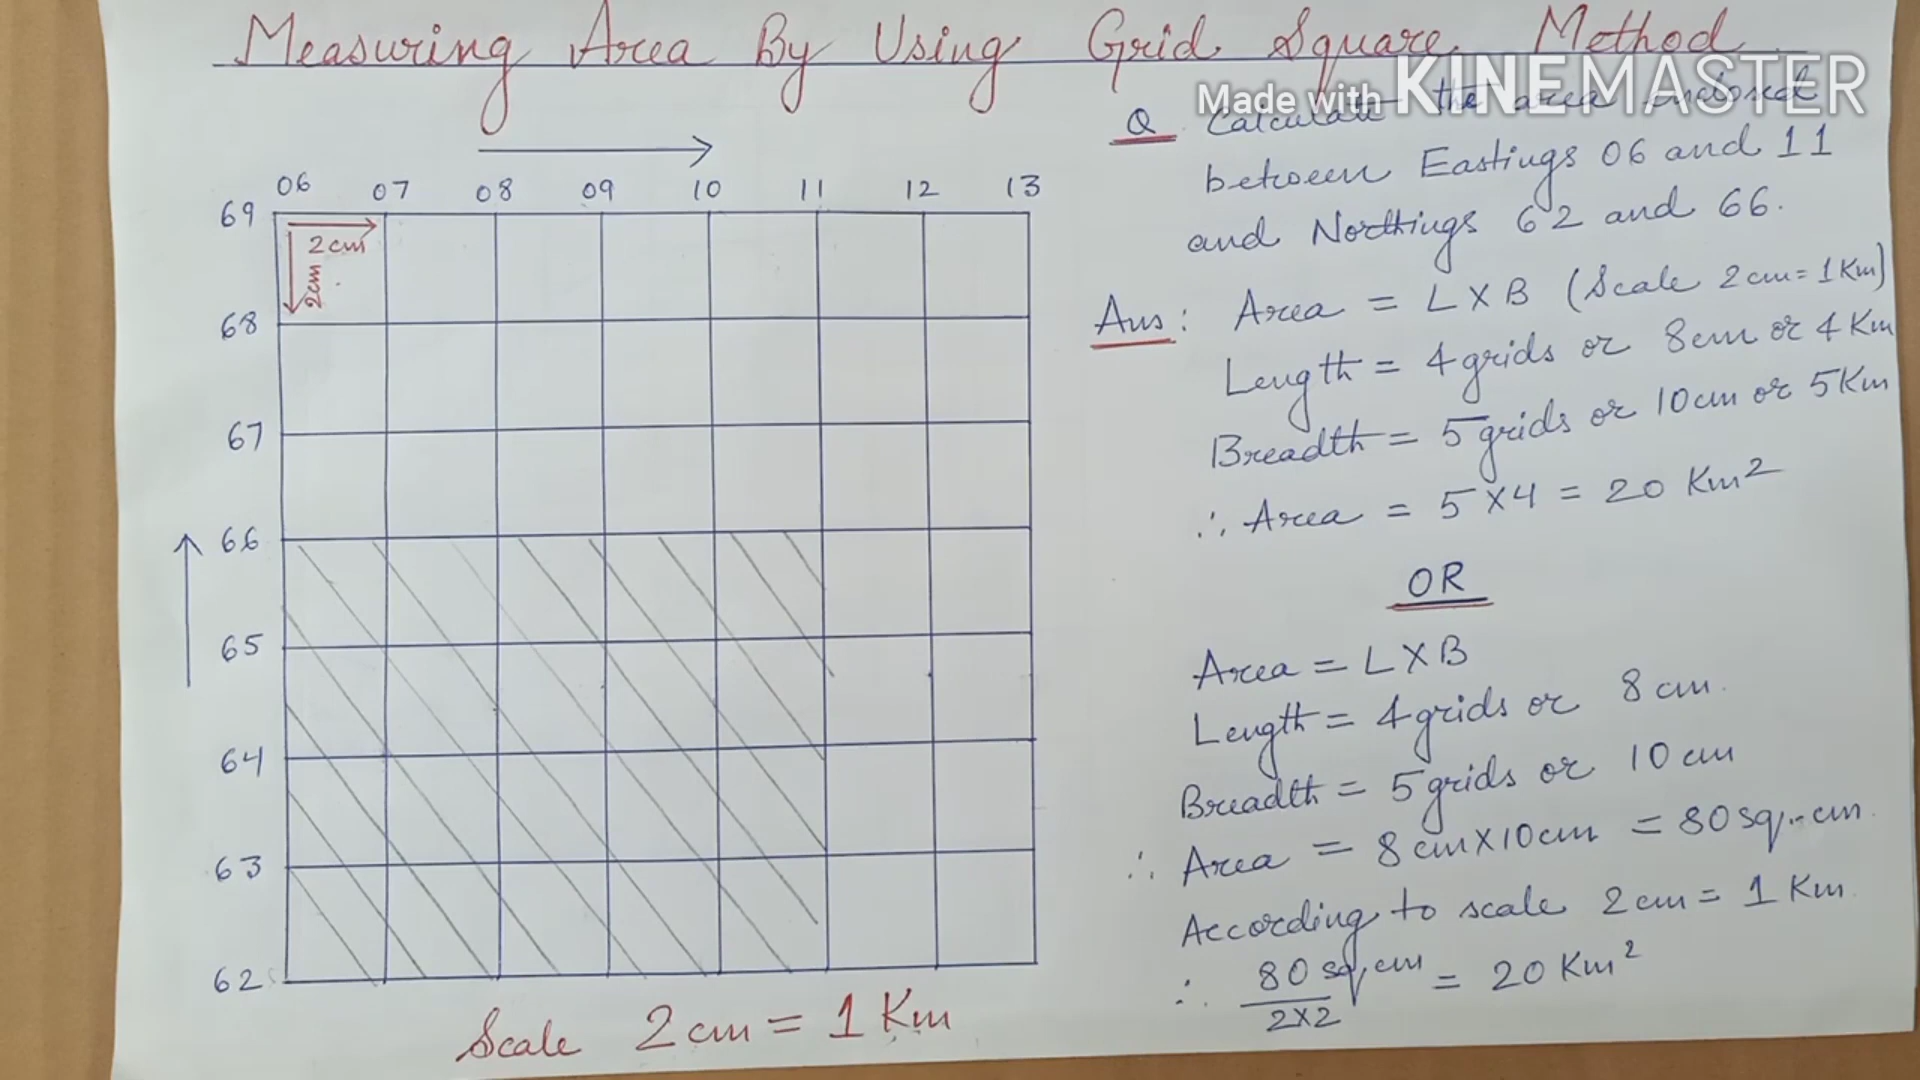 Measuring Area By Using Grid Square Method
Made with KINEMASTER
Q Calculate the area enclosed
between Eastings 06 and 11
and Northings 62 and 66.
Ans: Area = L X B (Scale 2cm = 1Km)
Length = 4 grids or 8cm or 4 Km
Breadth = 5 grids or 10cm or 5Km
∴ Area = 5 X 4 = 20 Km²
OR
Area = L X B
Length = 4 grids or 8 cm.
Breadth = 5 grids or 10 cm
∴ Area = 8cm X 10cm = 80 sq. cm
According to scale 2cm = 1 Km
∴ 80 sq. cm / 2X2 = 20 Km²
06 07 08 09 10 11 12 13
69
2cm
2cm
68
67
66
65
64
63
62
Scale 2cm = 1 Km